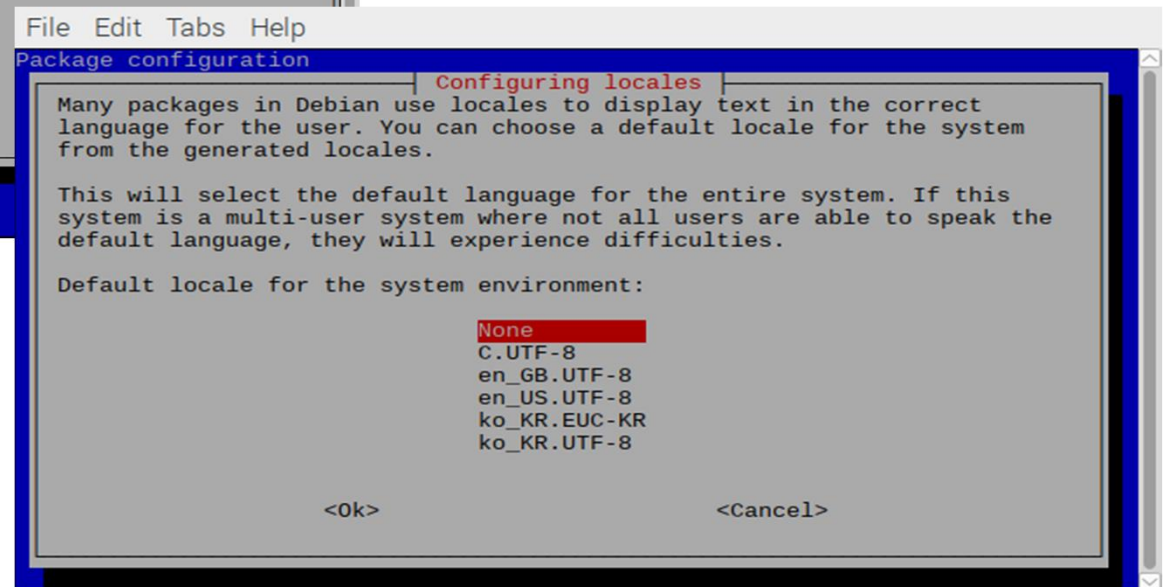 File Edit Tabs Help
Package configuration
Configuring locales
Many packages in Debian use locales to display text in the correct
language for the user. You can choose a default locale for the system
from the generated locales.
This will select the default language for the entire system. If this
system is a multi-user system where not all users are able to speak the
default language, they will experience difficulties.
Default locale for the system environment:
None
C.UTF-8
en_GB.UTF-8
en_US.UTF-8
ko_KR.EUC-KR
ko_KR.UTF-8
<Ok> <Cancel>